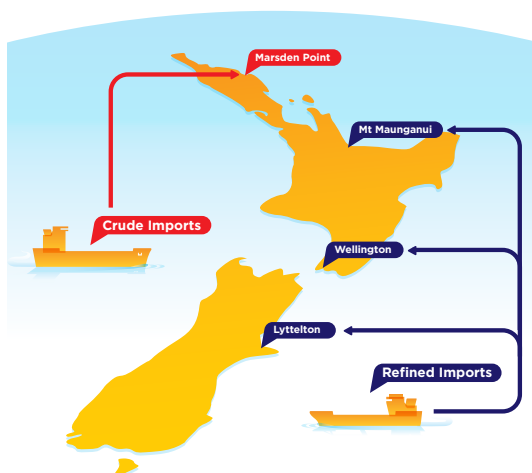 Marsden Point
Mt Maunganui
Crude Imports
Wellington
Lyttelton
Refined Imports